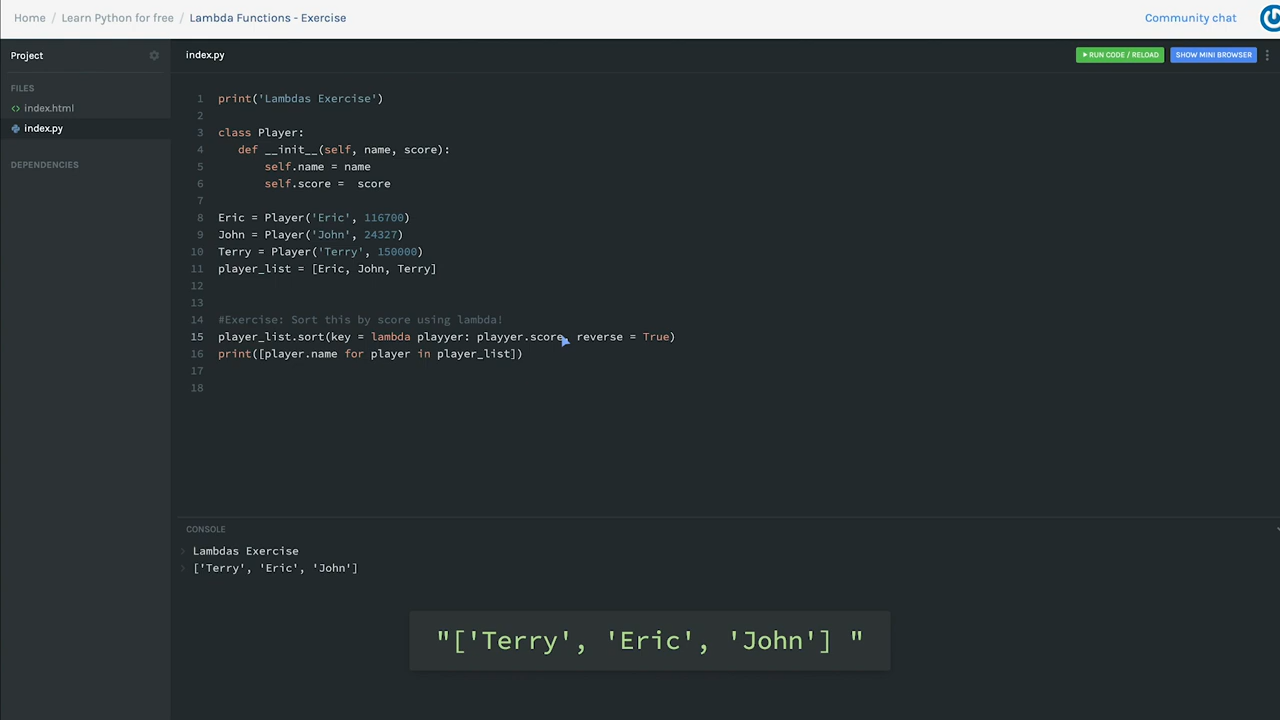 Home / Learn Python for free / Lambda Functions - Exercise
Community chat
Project
index.py
RUN CODE / RELOAD
SHOW MINI BROWSER
FILES
index.html
index.py
DEPENDENCIES
1 print('Lambdas Exercise')
2
3 class Player:
4 def __init__(self, name, score):
5 self.name = name
6 self.score =  score
7
8 Eric = Player('Eric', 116700)
9 John = Player('John', 24327)
10 Terry = Player('Terry', 150000)
11 player_list = [Eric, John, Terry]
12
13
14 #Exercise: Sort this by score using lambda!
15 player_list.sort(key = lambda playyer: playyer.score, reverse = True)
16 print([player.name for player in player_list])
17
18
CONSOLE
Lambdas Exercise
['Terry', 'Eric', 'John']
"['Terry', 'Eric', 'John'] "